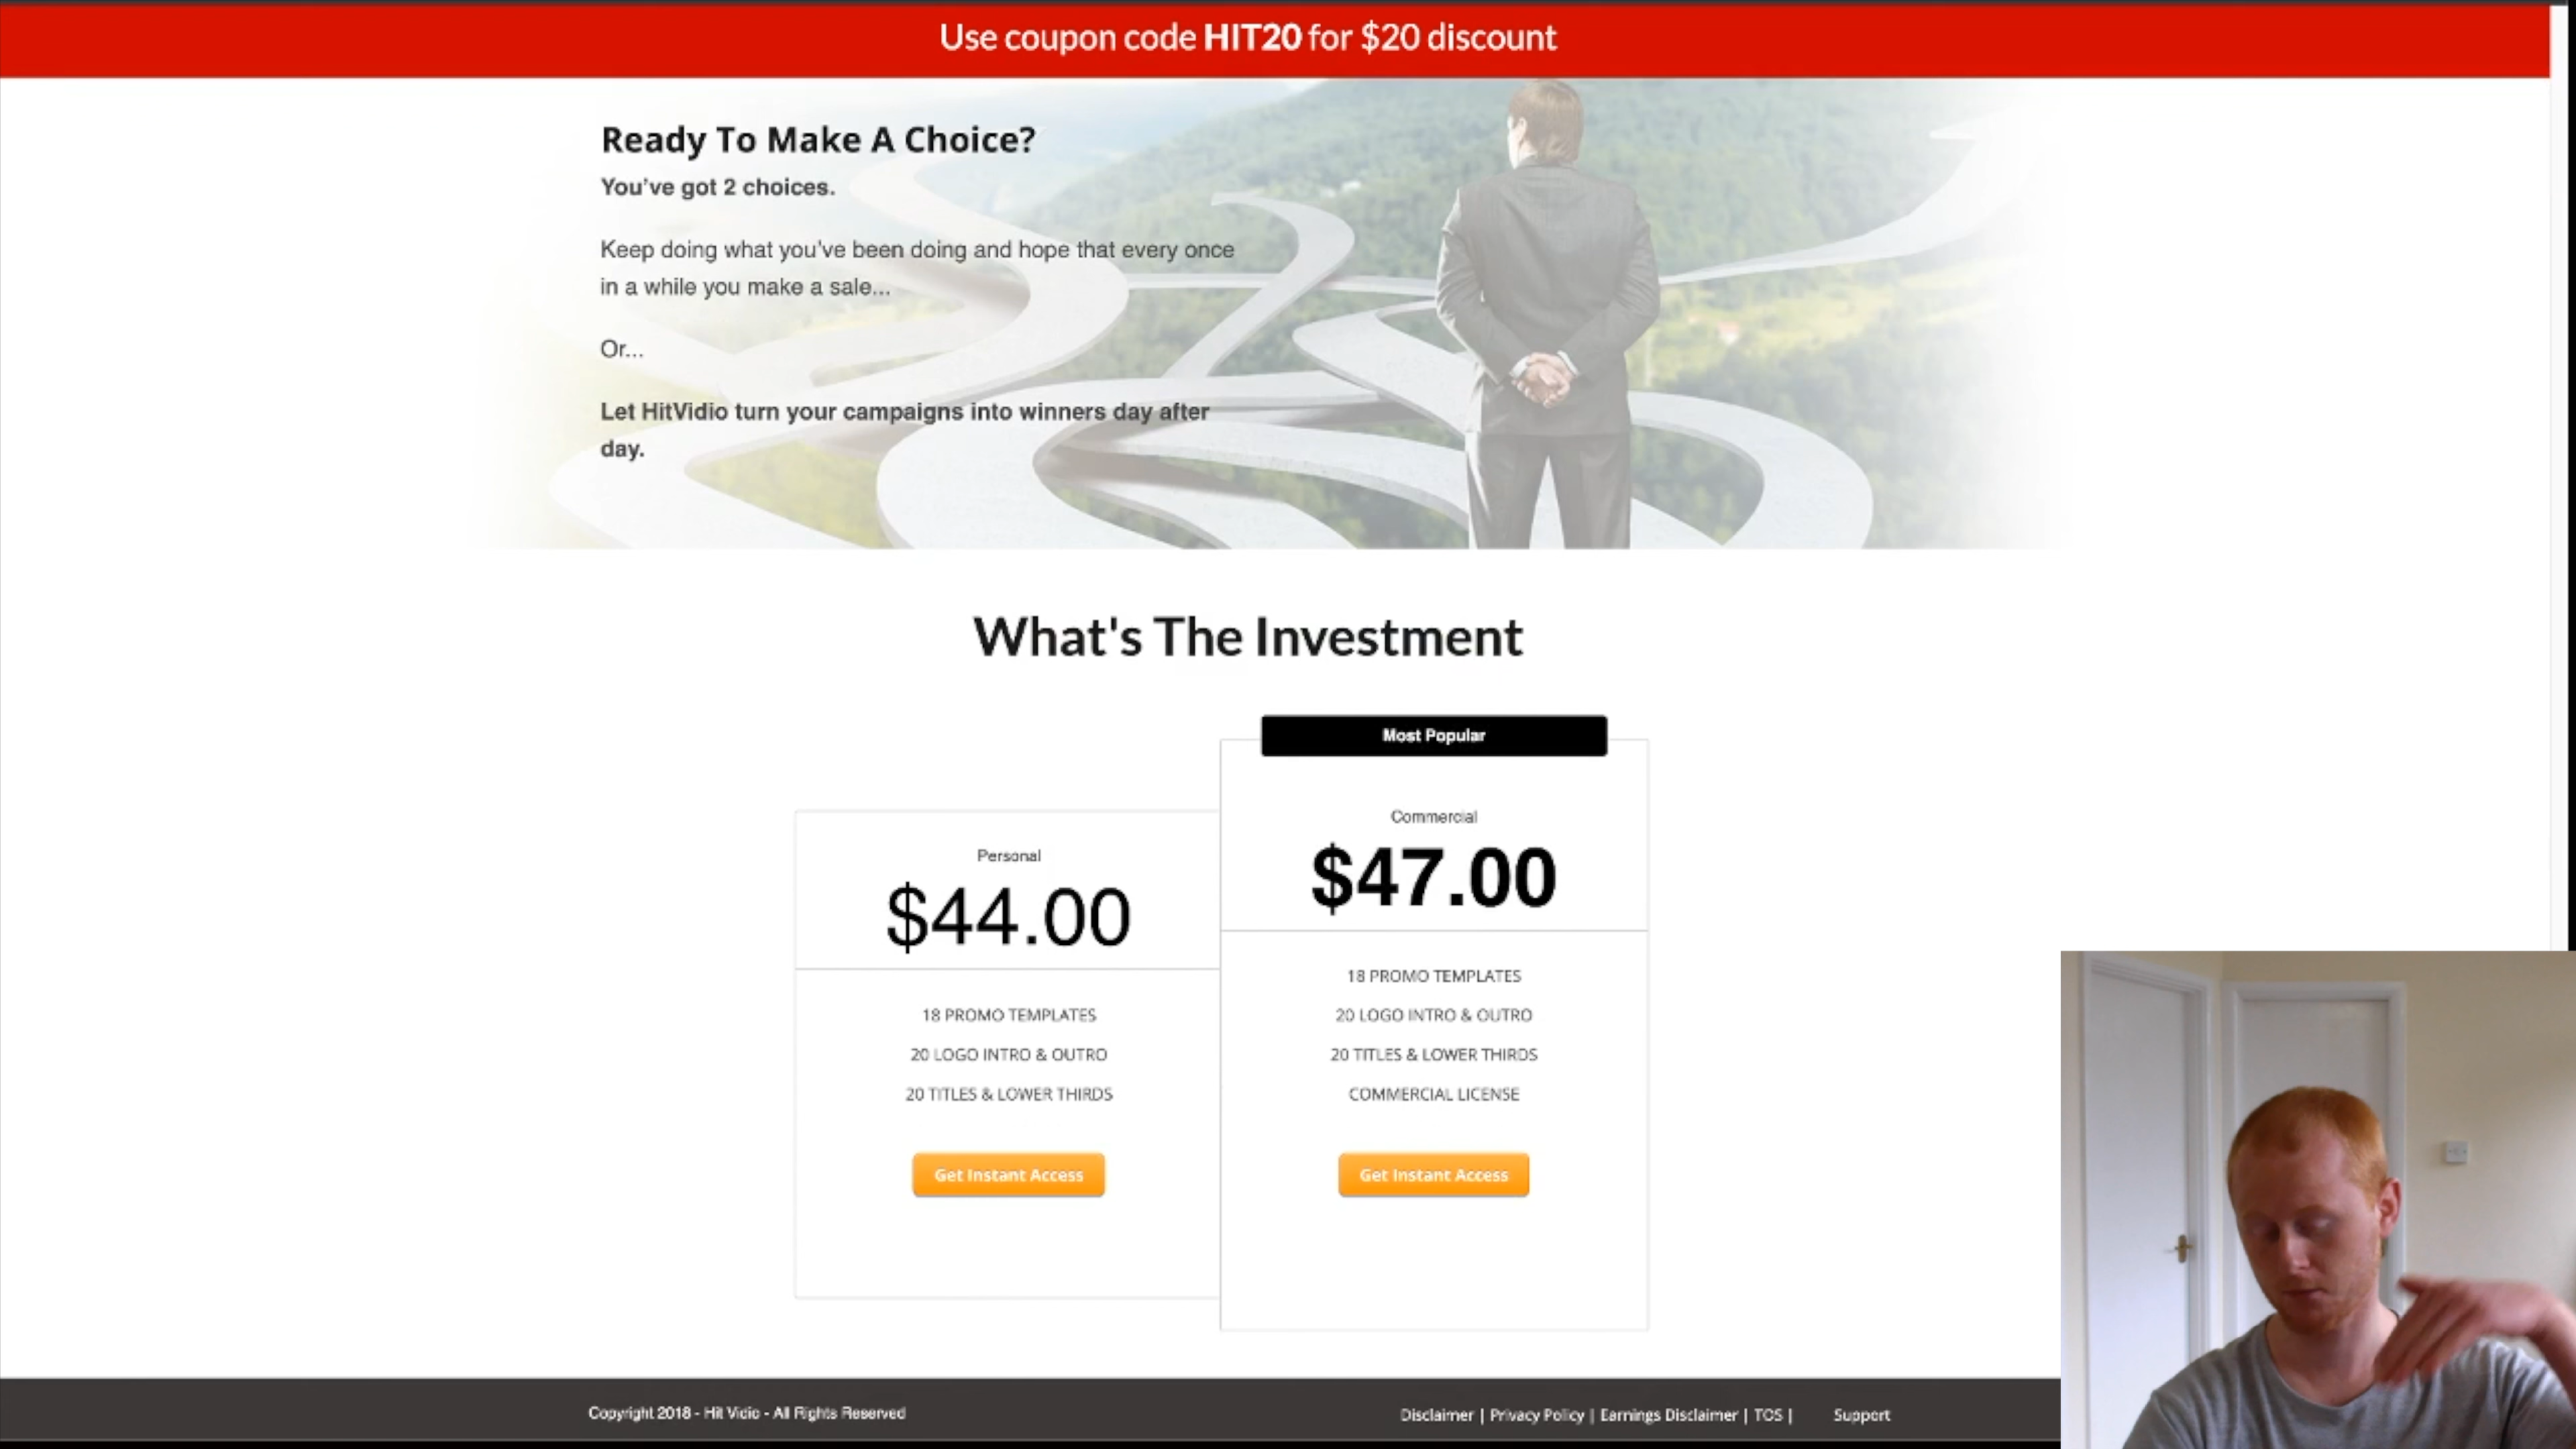 Use coupon code HIT20 for $20 discount
Ready To Make A Choice?
You've got 2 choices.
Keep doing what you've been doing and hope that every once
in a while you make a sale...
Or...
Let HitVidio turn your campaigns into winners day after
day.
What's The Investment
Personal
$44.00
18 PROMO TEMPLATES
20 LOGO INTRO & OUTRO
20 TITLES & LOWER THIRDS
Get Instant Access
Most Popular
Commercial
$47.00
18 PROMO TEMPLATES
20 LOGO INTRO & OUTRO
20 TITLES & LOWER THIRDS
COMMERCIAL LICENSE
Get Instant Access
Copyright 2018 - Hit Vidio - All Rights Reserved
Disclaimer | Privacy Policy | Earnings Disclaimer | TOS | Support